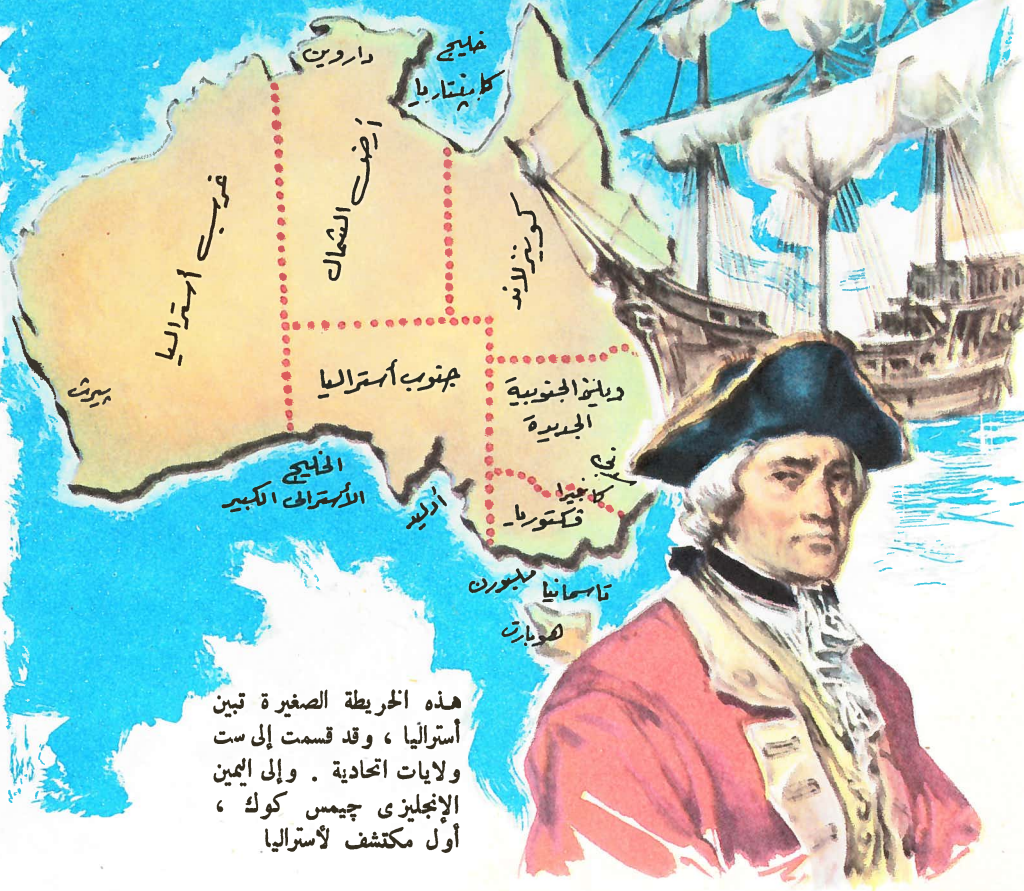 داروين
خليج
كاربنتاريا
أرض الشمال
غرب أستراليا
كوينزلاند
بيرث
جنوب أستراليا
ويلز الجنوبية
الجديدة
سدني
كانبيرا
ڤكتوريا
الخليج
الأسترالى الكبير
أدليد
ملبورن
تاسمانيا
هوبارت
هذه الخريطة الصغيرة تبين
أستراليا ، وقد قسمت إلى ست
ولايات اتحادية . وإلى اليمين
الإنجليزى چيمس كوك ،
أول مكتشف لأستراليا